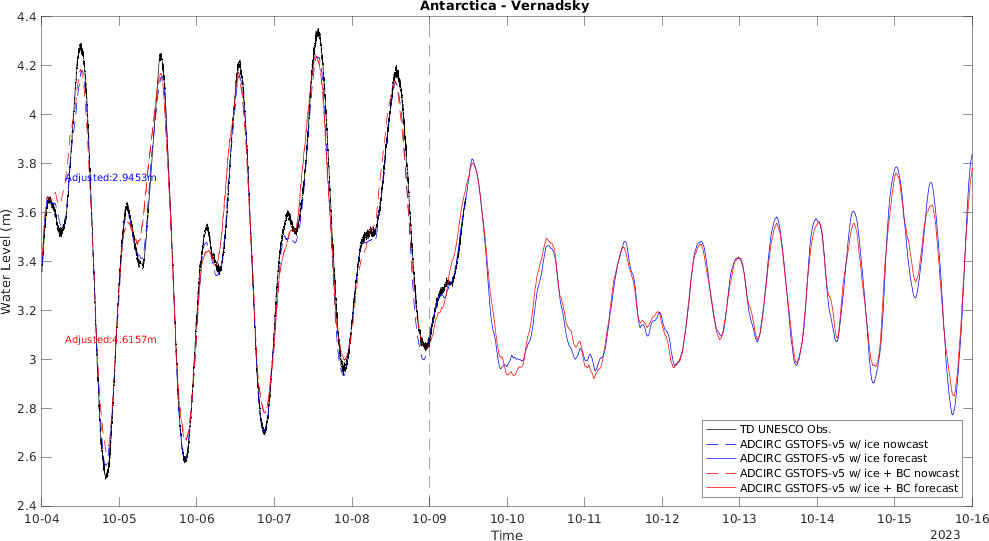 Antarctica - Vernadsky
4.4
4.2
4
3.8
3.6
3.4
3.2
3
2.8
2.6
2.4
Water Level (m)
Adjusted:2.9453m
Adjusted:4.6157m
TD UNESCO Obs.
ADCIRC GSTOFS-v5 w/ ice nowcast
ADCIRC GSTOFS-v5 w/ ice forecast
ADCIRC GSTOFS-v5 w/ ice + BC nowcast
ADCIRC GSTOFS-v5 w/ ice + BC forecast
10-04 10-05 10-06 10-07 10-08 10-09 10-10 10-11 10-12 10-13 10-14 10-15 10-16
Time
2023